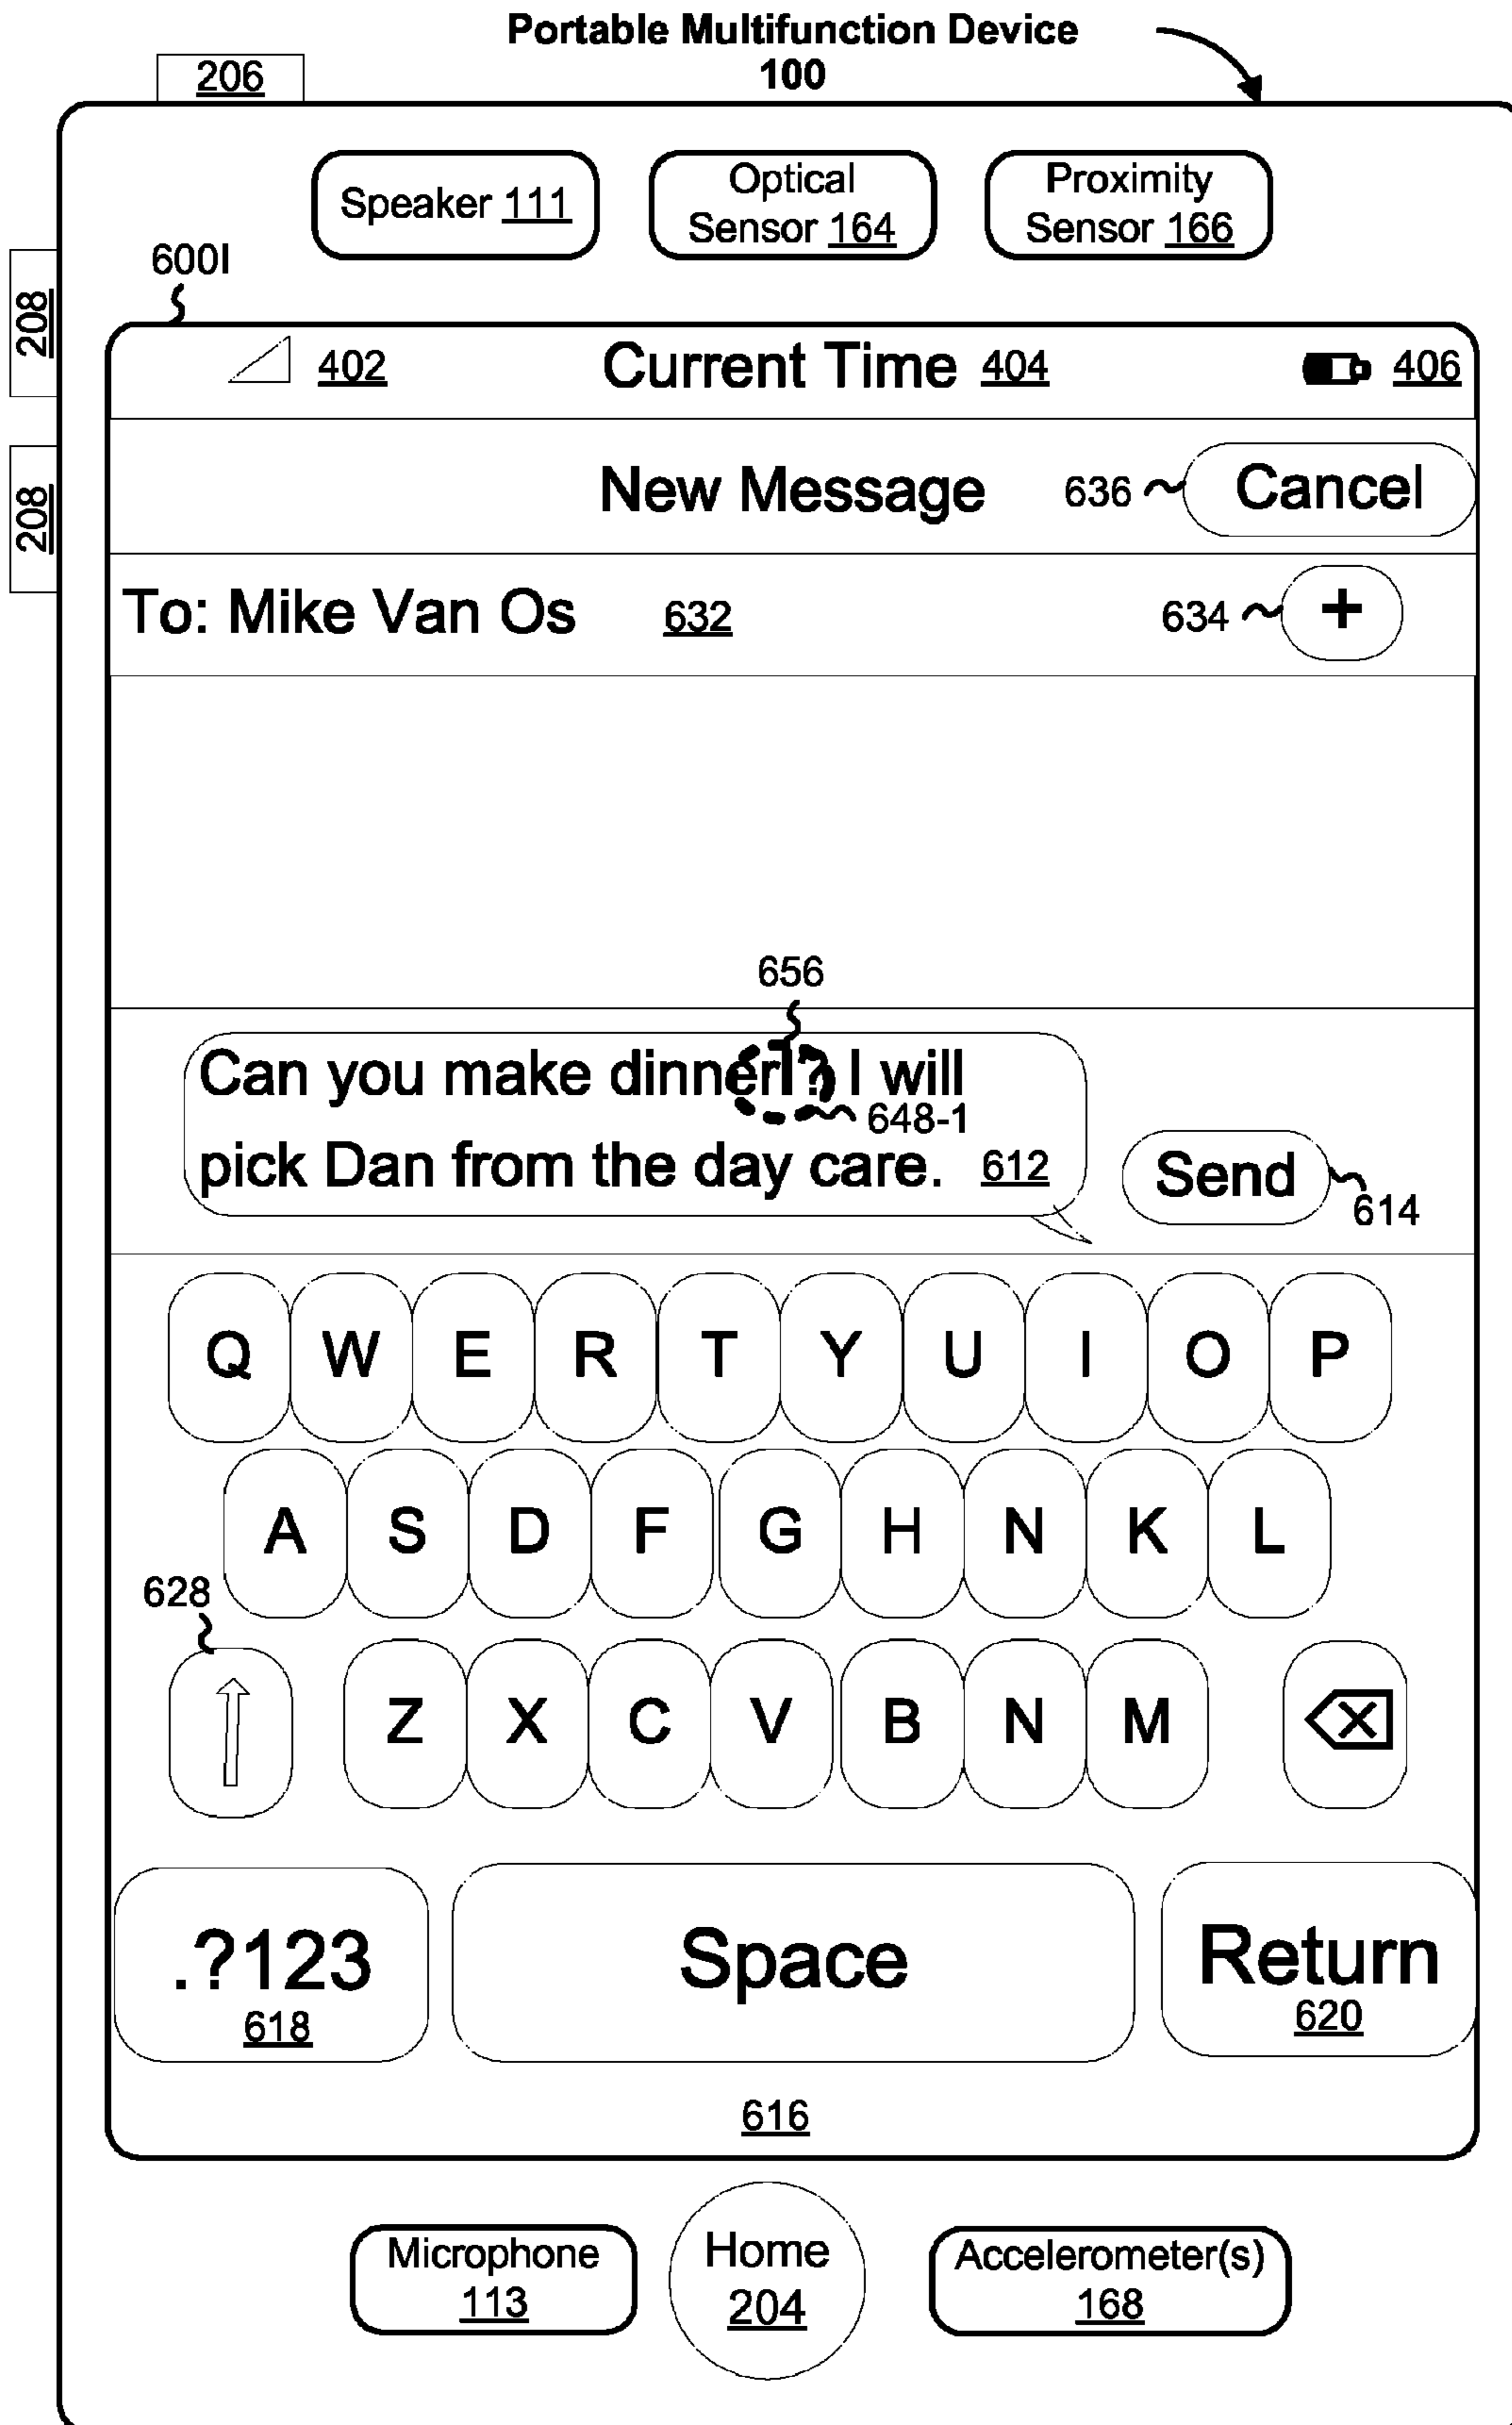 Portable Multifunction Device
100
206
Speaker 111
Optical
Sensor 164
Proximity
Sensor 166
600I
208
208
402 Current Time 404 406
New Message 636 Cancel
To: Mike Van Os 632 634 +
656
Can you make dinner? I will
648-1
pick Dan from the day care. 612
Send
614
Q W E R T Y U I O P
A S D F G H N K L
628
Z X C V B N M
.?123
618
Space
Return
620
616
Microphone
113
Home
204
Accelerometer(s)
168